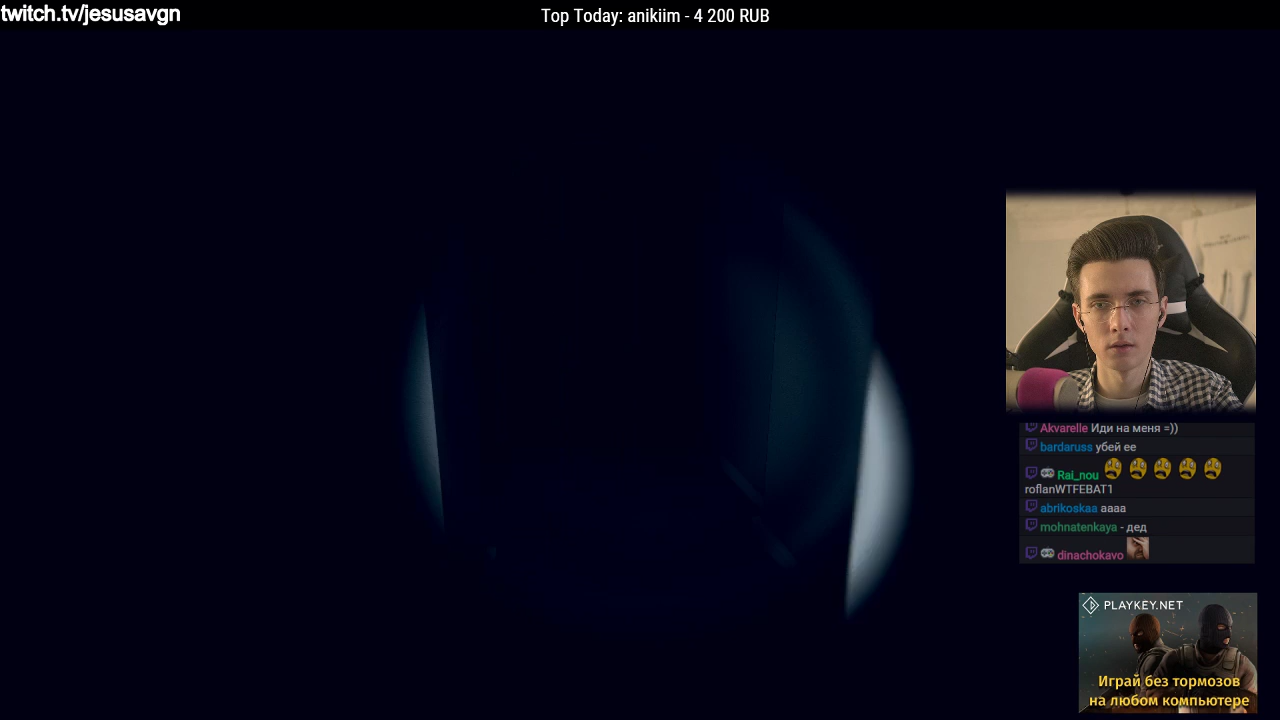 twitch.tv/jesusavgn
Top Today: anikiim - 4 200 RUB
Akvarelle Иди на меня =))
bardaruss убей ее
Rai_nou
roflanWTFEBAT1
abrikoskaa аааа
mohnatenkaya - дед
dinachokavo
PLAYKEY.NET
Играй без тормозов
на любом компьютере